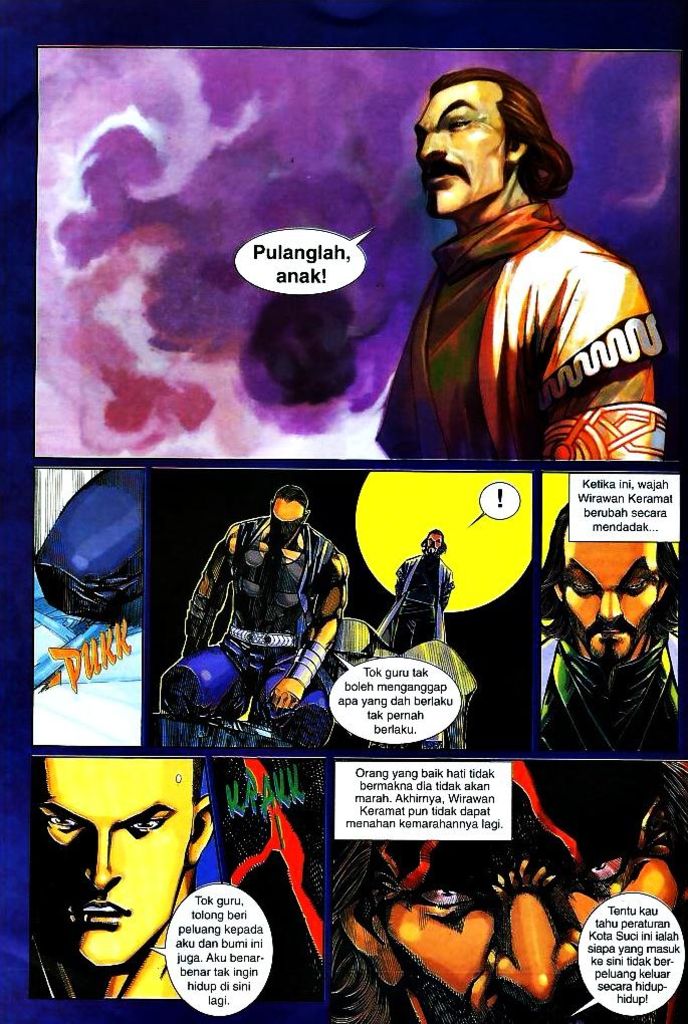 Pulanglah,
anak!
PUKK
!
Tok guru tak
boleh menganggap
apa yang dah berlaku
tak pernah
berlaku.
Ketika ini, wajah
Wirawan Keramat
berubah secara
mendadak...
Tok guru,
tolong beri
peluang kepada
aku dan bumi ini
juga. Aku benar-
benar tak ingin
hidup di sini
lagi.
KRAKK
Orang yang baik hati tidak
bermakna dia tidak akan
marah. Akhirnya, Wirawan
Keramat pun tidak dapat
menahan kemarahannya lagi.
Tentu kau
tahu peraturan
Kota Suci ini ialah
siapa yang masuk
ke sini tidak ber-
peluang keluar
secara hidup-
hidup!